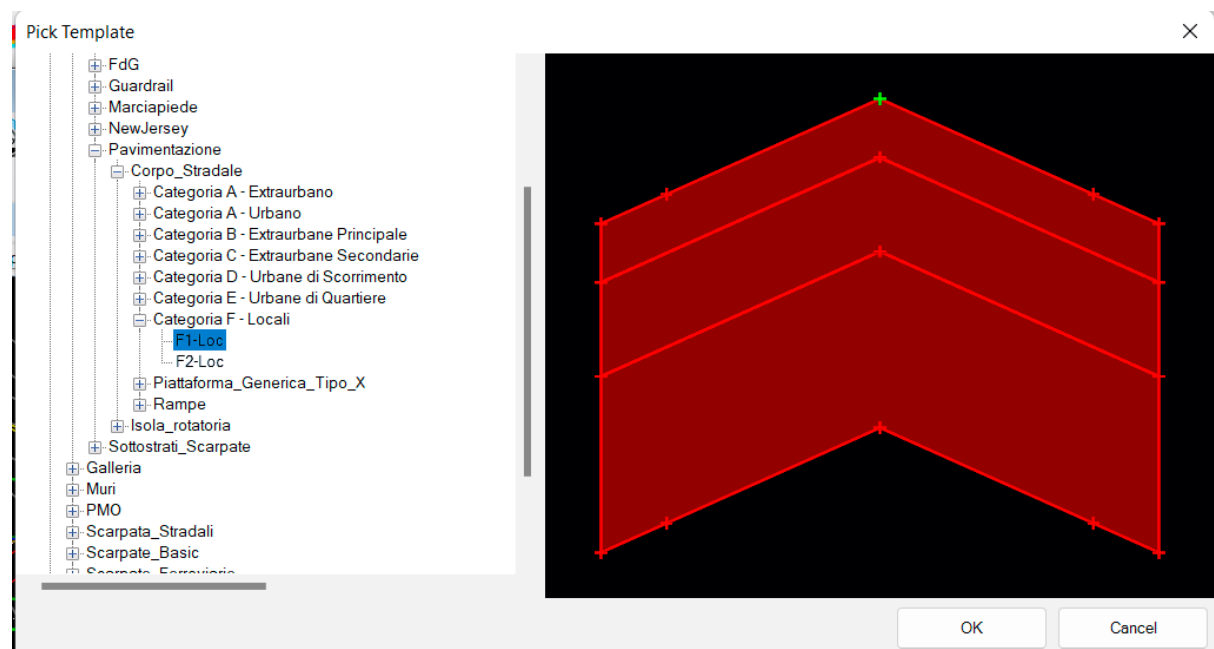 Pick Template
FdG
Guardrail
Marciapiede
NewJersey
Pavimentazione
Corpo_Stradale
Categoria A - Extraurbano
Categoria A - Urbano
Categoria B - Extraurbane Principale
Categoria C - Extraurbane Secondarie
Categoria D - Urbane di Scorrimento
Categoria E - Urbane di Quartiere
Categoria F - Locali
F1-Loc
F2-Loc
Piattaforma_Generica_Tipo_X
Rampe
Isola_rotatoria
Sottostrati_Scarpate
Galleria
Muri
PMO
Scarpata_Stradali
Scarpate_Basic
Scarpate_Ferroviarie
OK Cancel